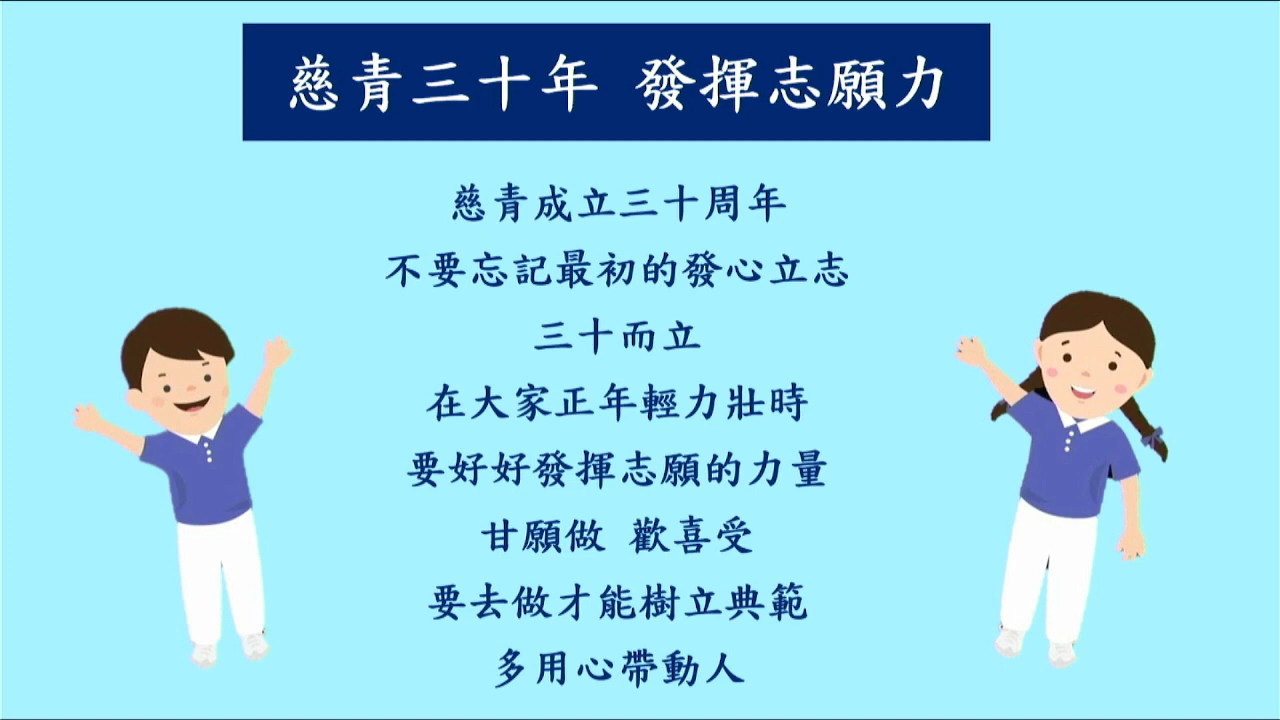 慈青三十年 發揮志願力
慈青成立三十周年
不要忘記最初的發心立志
三十而立
在大家正年輕力壯時
要好好發揮志願的力量
甘願做 歡喜受
要去做才能樹立典範
多用心帶動人